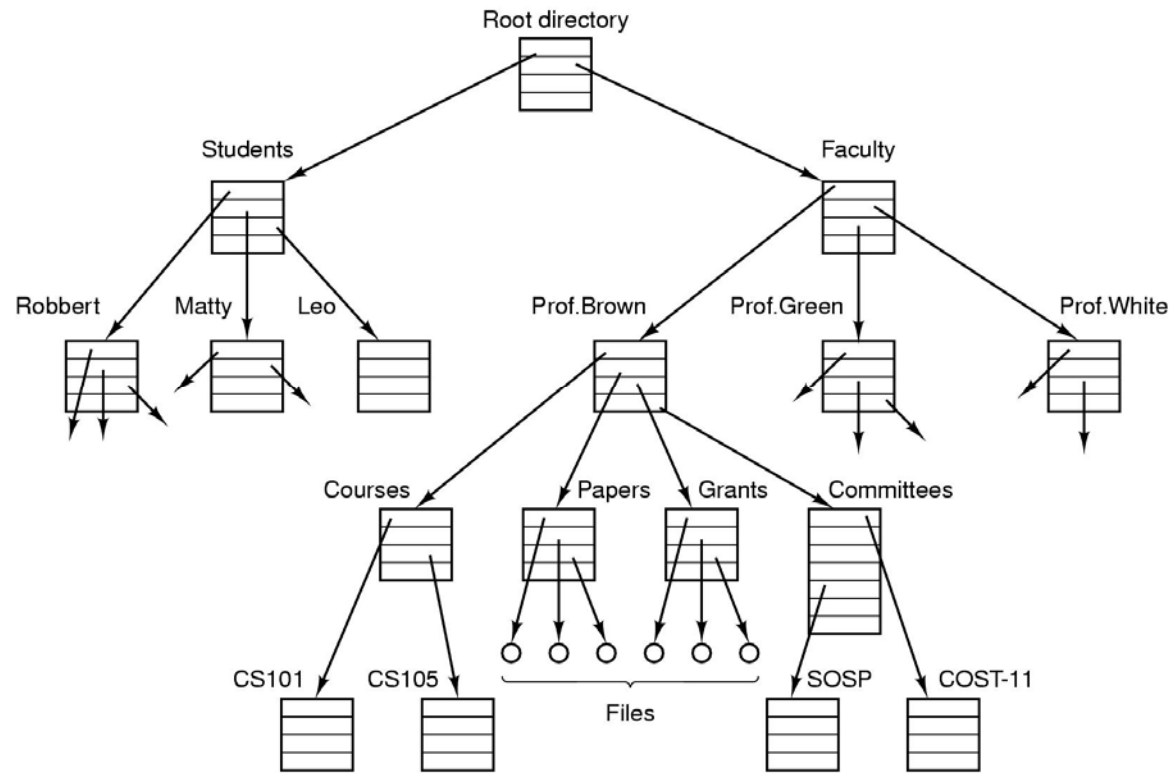 Root directory
Students
Faculty
Robbert
Matty
Leo
Prof.Brown
Prof.Green
Prof.White
Courses
Papers
Grants
Committees
CS101
CS105
SOSP
COST-11
Files